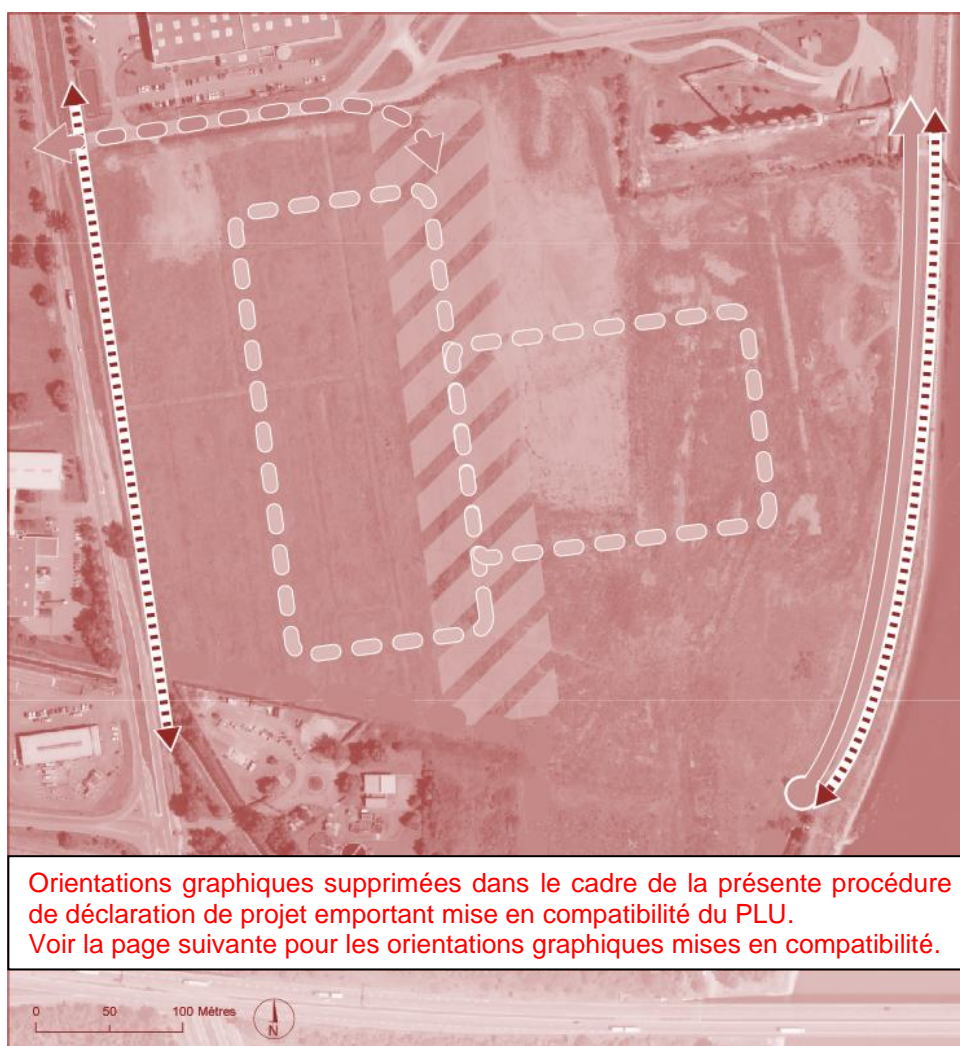 Orientations graphiques supprimées dans le cadre de la présente procédure
de déclaration de projet emportant mise en compatibilité du PLU.
Voir la page suivante pour les orientations graphiques mises en compatibilité.
0 50 100 Mètres
N